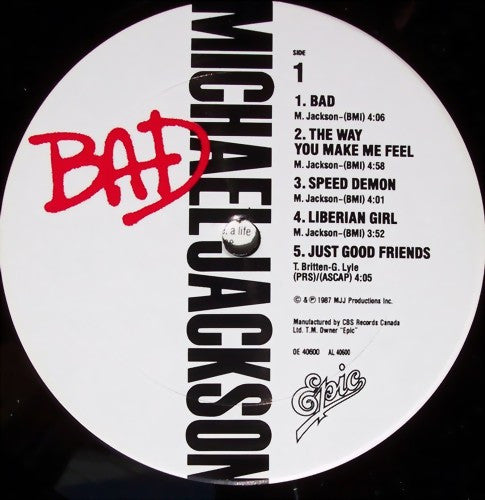 BAD
MICHAEL JACKSON
SIDE
1
1. BAD
M. Jackson-(BMI) 4:06
2. THE WAY
YOU MAKE ME FEEL
M. Jackson-(BMI) 4:58
3. SPEED DEMON
M. Jackson-(BMI) 4:01
4. LIBERIAN GIRL
M. Jackson-(BMI) 3:52
5. JUST GOOD FRIENDS
T. Britten-G. Lyle
(PRS)/(ASCAP) 4:05
© & ℗ 1987 MJJ Productions Inc.
Manufactured by CBS Records Canada
Ltd. T.M. Owner "Epic"
OE 40600 AL 40600
Epic
a life